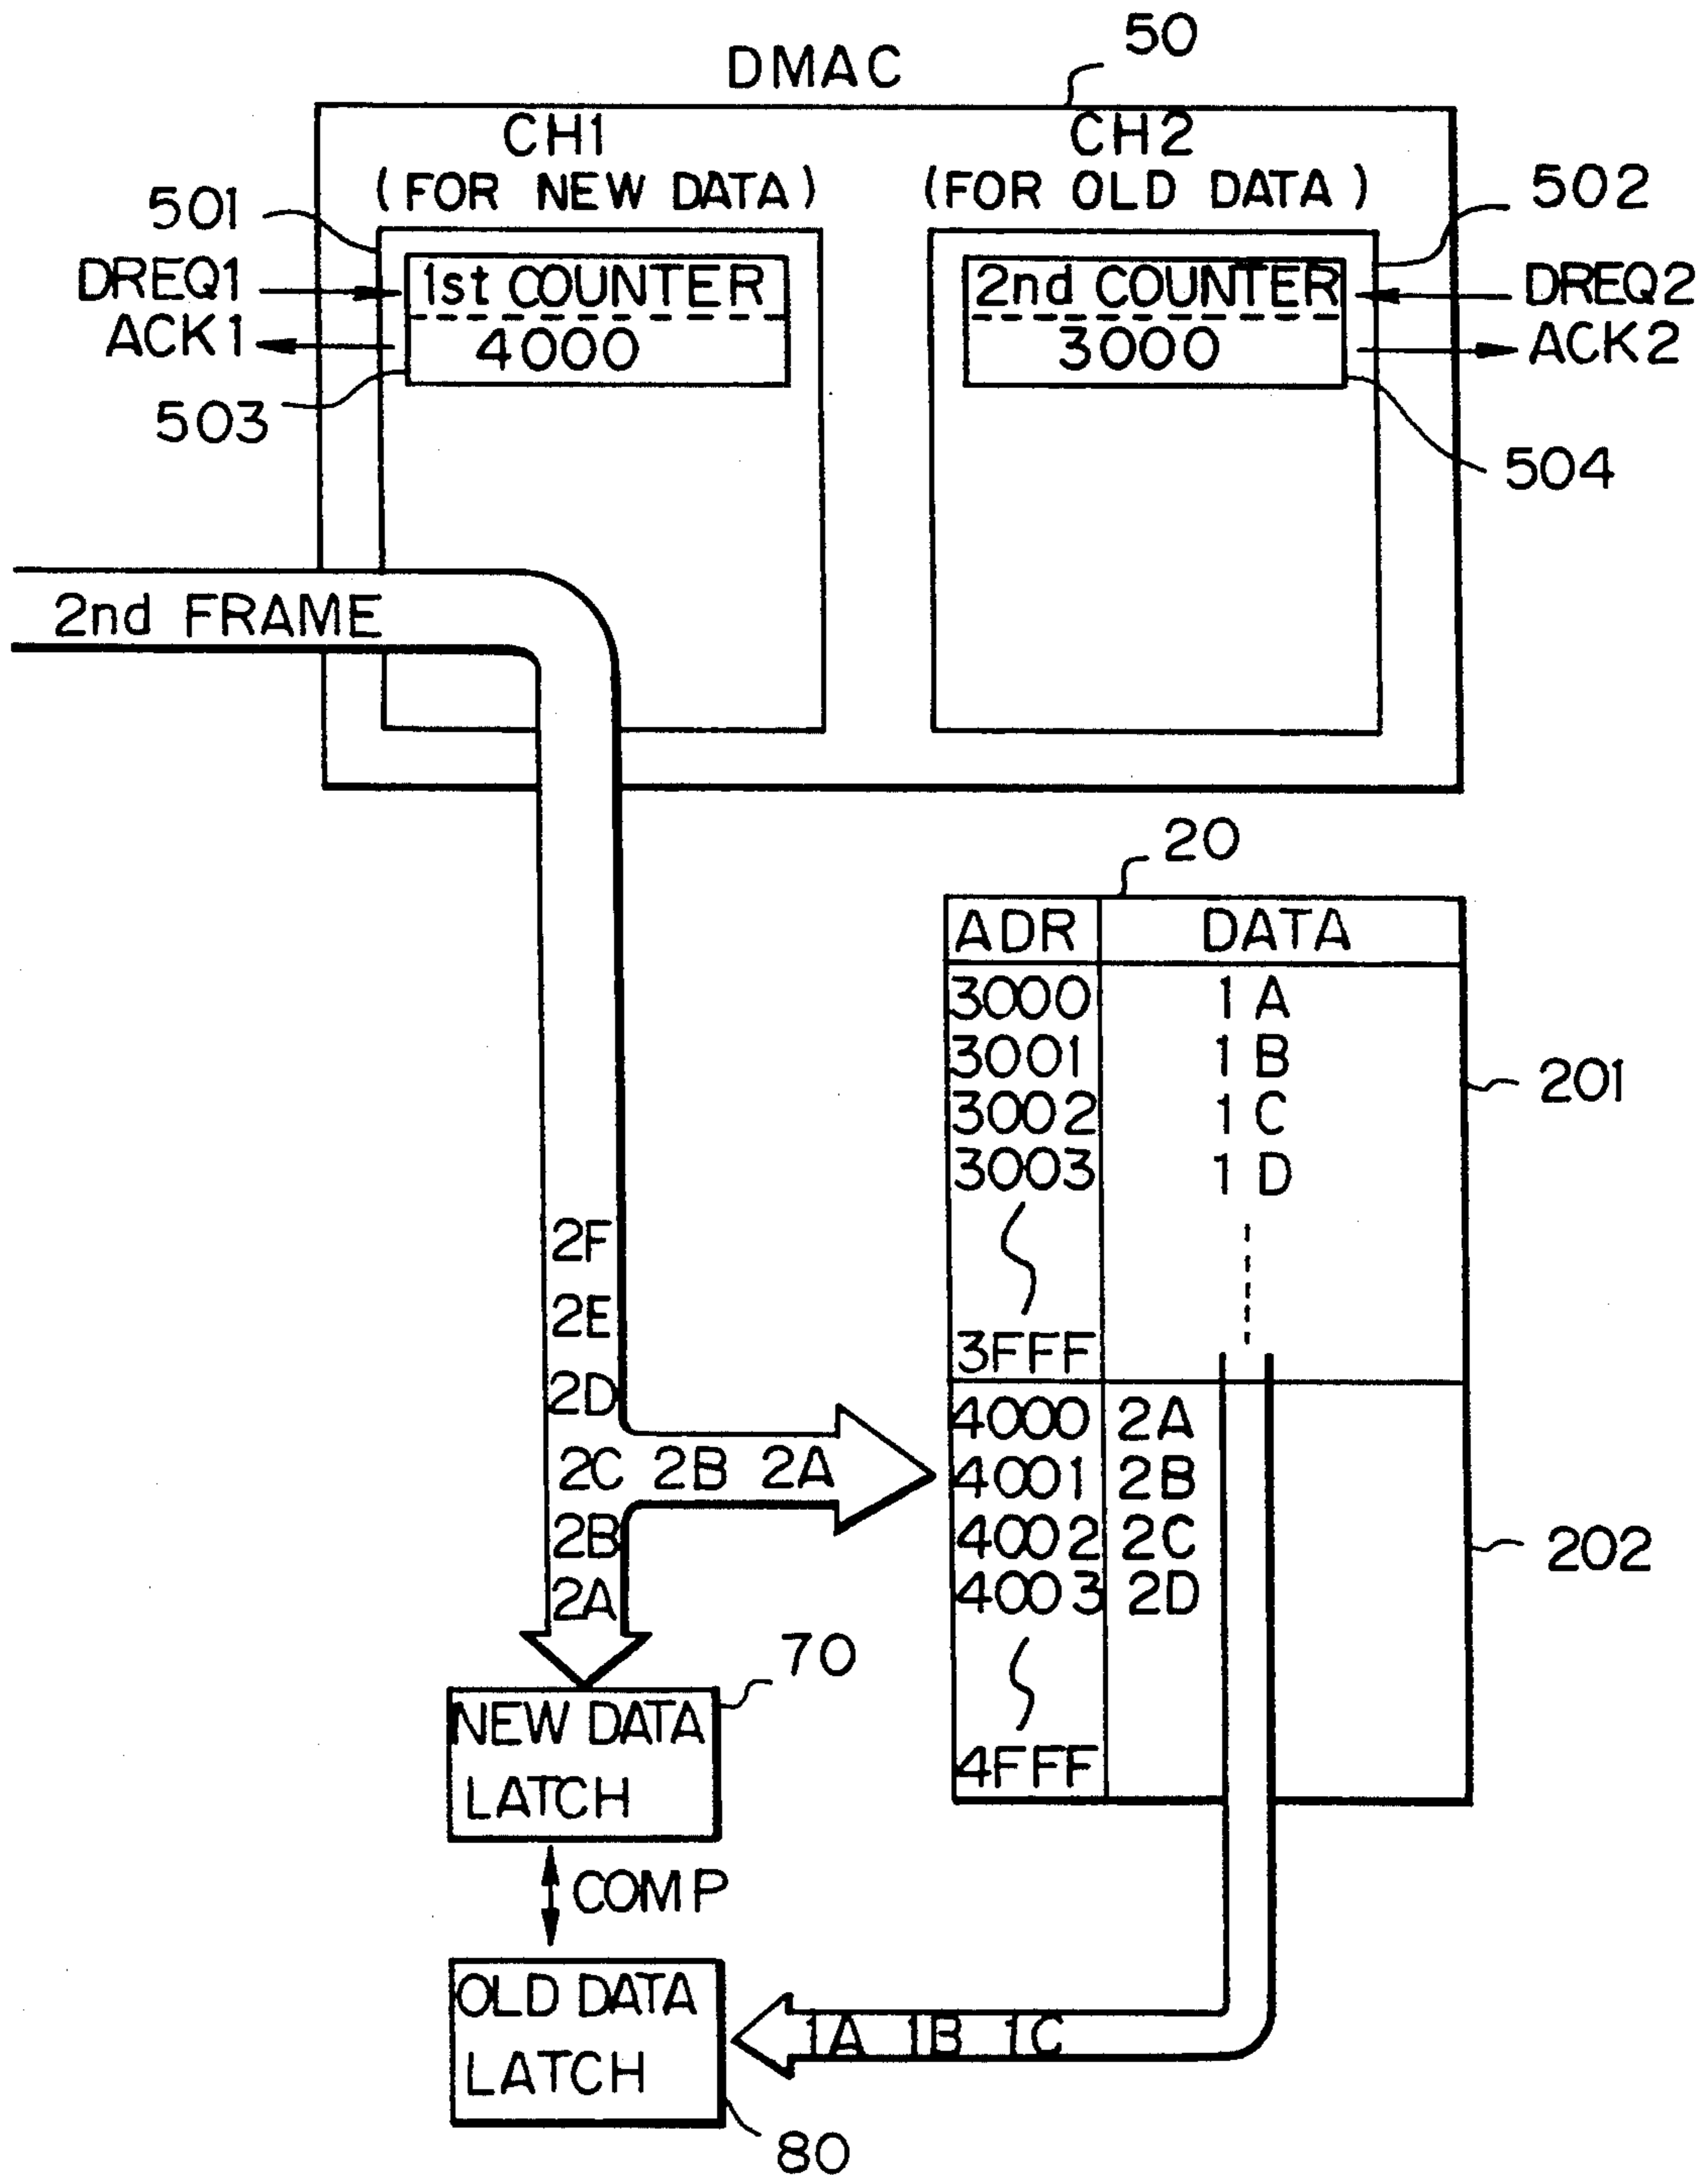 DMAC
50
CH1
(FOR NEW DATA)
CH2
(FOR OLD DATA)
501
502
DREQ1
ACK1
1st COUNTER
4000
2nd COUNTER
3000
DREQ2
ACK2
503
504
2nd FRAME
20
ADR DATA
3000 1A
3001 1B
3002 1C
3003 1D
3FFF
4000 2A
4001 2B
4002 2C
4003 2D
4FFF
201
202
2F
2E
2D
2C 2B 2A
2B
2A
70
NEW DATA
LATCH
COMP
OLD DATA
LATCH
1A 1B 1C
80